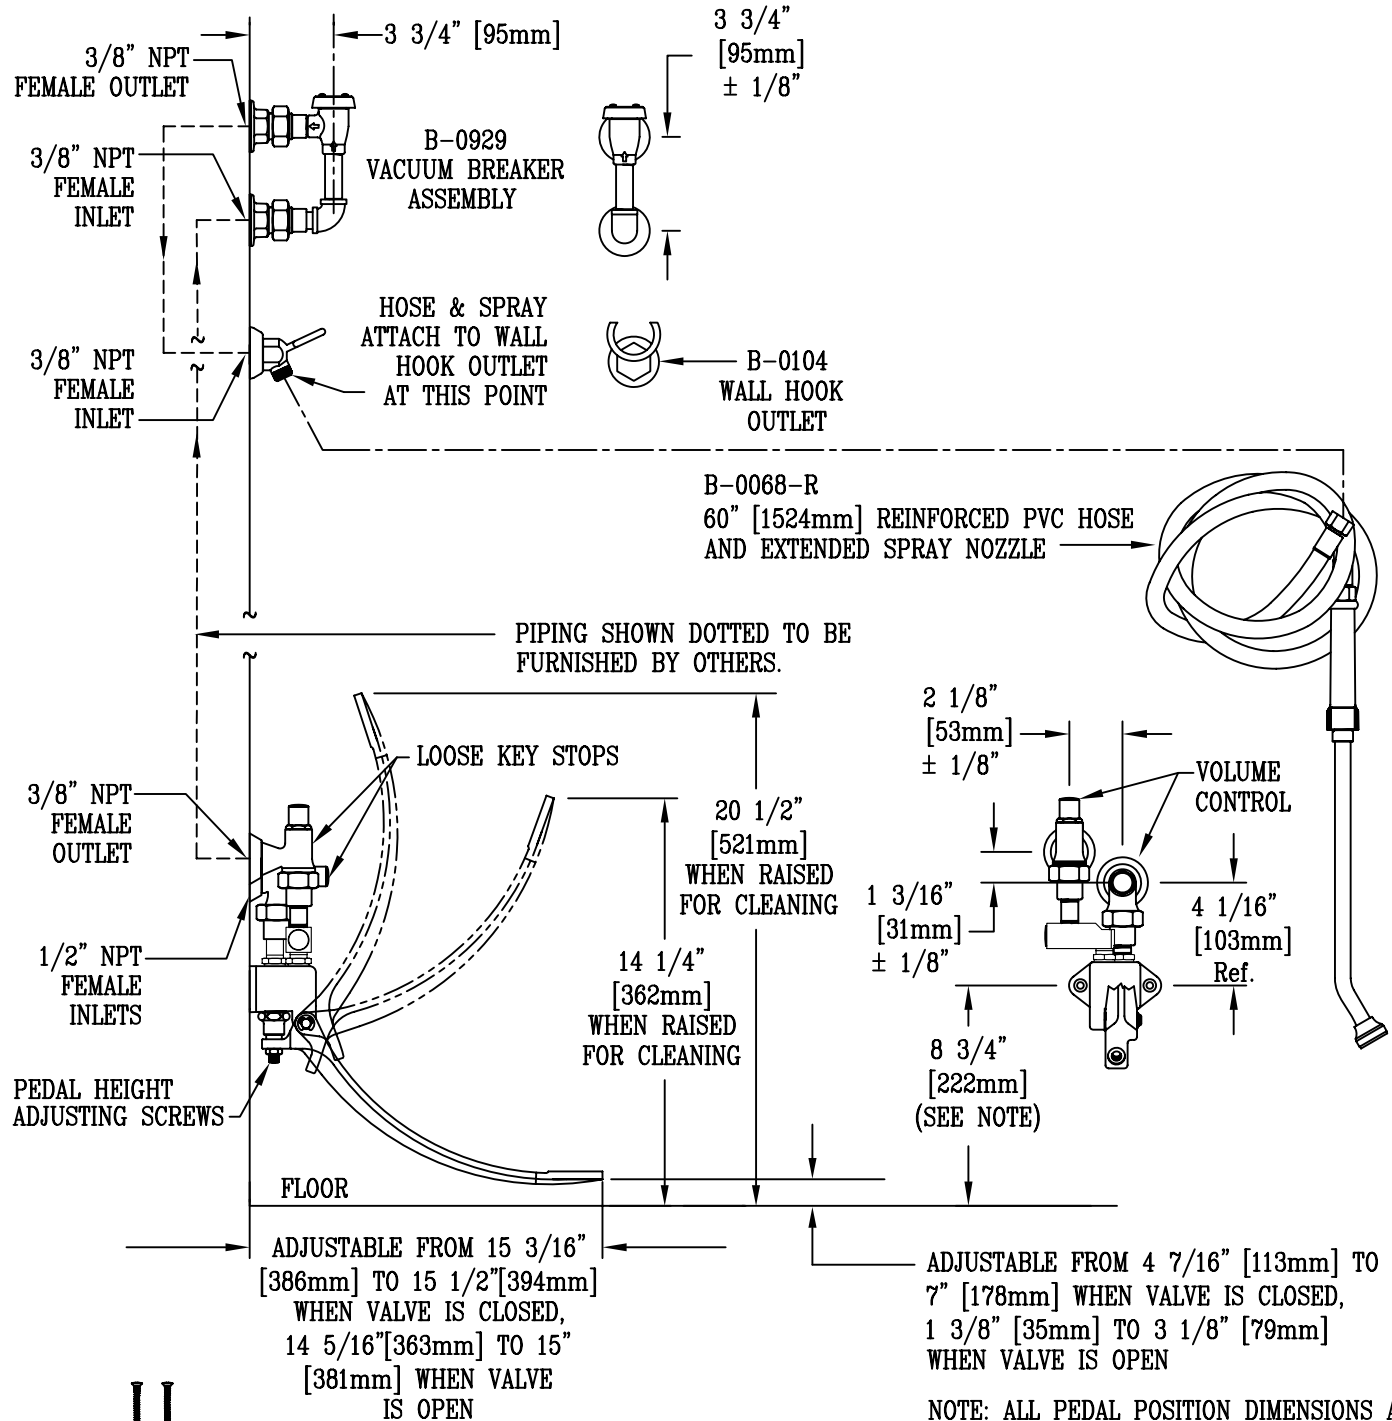 3 3/4" [95mm]
3 3/4"
[95mm]
± 1/8"
3/8" NPT
FEMALE OUTLET
B-0929
VACUUM BREAKER
ASSEMBLY
3/8" NPT
FEMALE
INLET
HOSE & SPRAY
ATTACH TO WALL
HOOK OUTLET
AT THIS POINT
3/8" NPT
FEMALE
INLET
B-0104
WALL HOOK
OUTLET
B-0068-R
60" [1524mm] REINFORCED PVC HOSE
AND EXTENDED SPRAY NOZZLE
PIPING SHOWN DOTTED TO BE
FURNISHED BY OTHERS.
LOOSE KEY STOPS
2 1/8"
[53mm]
± 1/8"
VOLUME
CONTROL
3/8" NPT
FEMALE
OUTLET
20 1/2"
[521mm]
WHEN RAISED
FOR CLEANING
1 3/16"
[31mm]
± 1/8"
4 1/16"
[103mm]
Ref.
1/2" NPT
FEMALE
INLETS
14 1/4"
[362mm]
WHEN RAISED
FOR CLEANING
8 3/4"
[222mm]
(SEE NOTE)
PEDAL HEIGHT
ADJUSTING SCREWS
FLOOR
ADJUSTABLE FROM 15 3/16"
[386mm] TO 15 1/2"[394mm]
WHEN VALVE IS CLOSED,
14 5/16"[363mm] TO 15"
[381mm] WHEN VALVE
IS OPEN
ADJUSTABLE FROM 4 7/16" [113mm] TO
7" [178mm] WHEN VALVE IS CLOSED,
1 3/8" [35mm] TO 3 1/8" [79mm]
WHEN VALVE IS OPEN
NOTE: ALL PEDAL POSITION DIMENSIONS